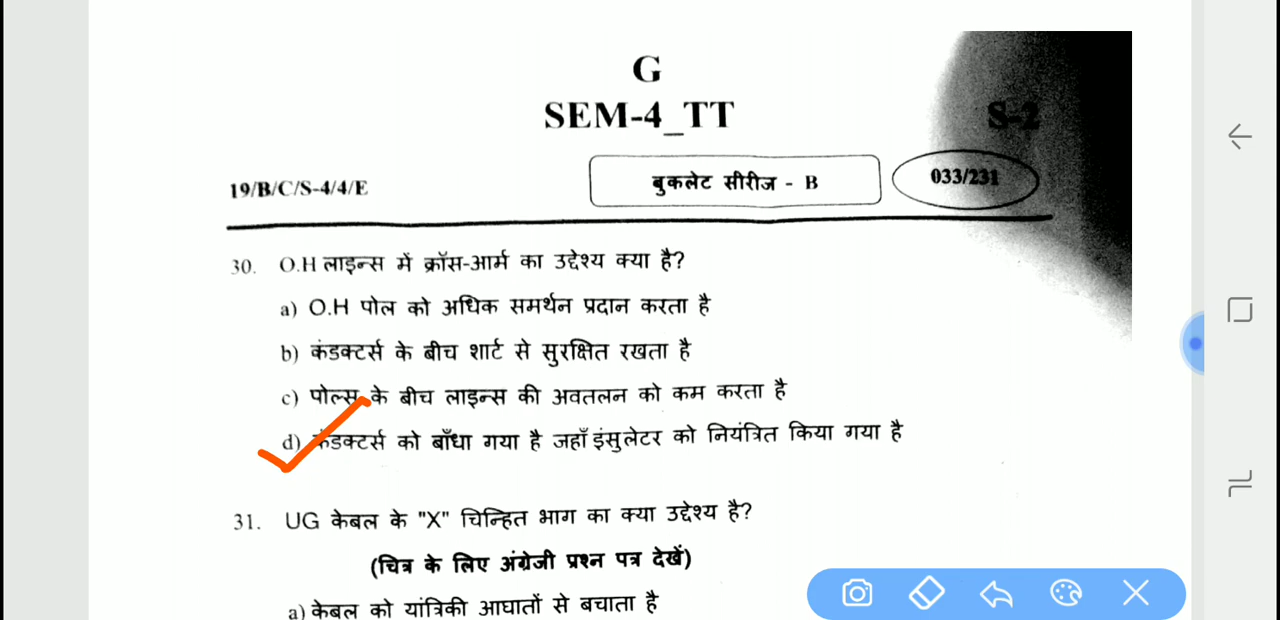 G
SEM-4_TT
S-2
19/B/C/S-4/4/E
बुकलेट सीरीज - B
033/231
30. O.H लाइन्स में क्रॉस-आर्म का उद्देश्य क्या है?
a) O.H पोल को अधिक समर्थन प्रदान करता है
b) कंडक्टर्स के बीच शार्ट से सुरक्षित रखता है
c) पोल्स के बीच लाइन्स की अवतलन को कम करता है
d) कंडक्टर्स को बाँधा गया है जहाँ इंसुलेटर को नियंत्रित किया गया है
31. UG केबल के "X" चिन्हित भाग का क्या उद्देश्य है?
(चित्र के लिए अंग्रेजी प्रश्न पत्र देखें)
a) केबल को यांत्रिकी आघातों से बचाता है